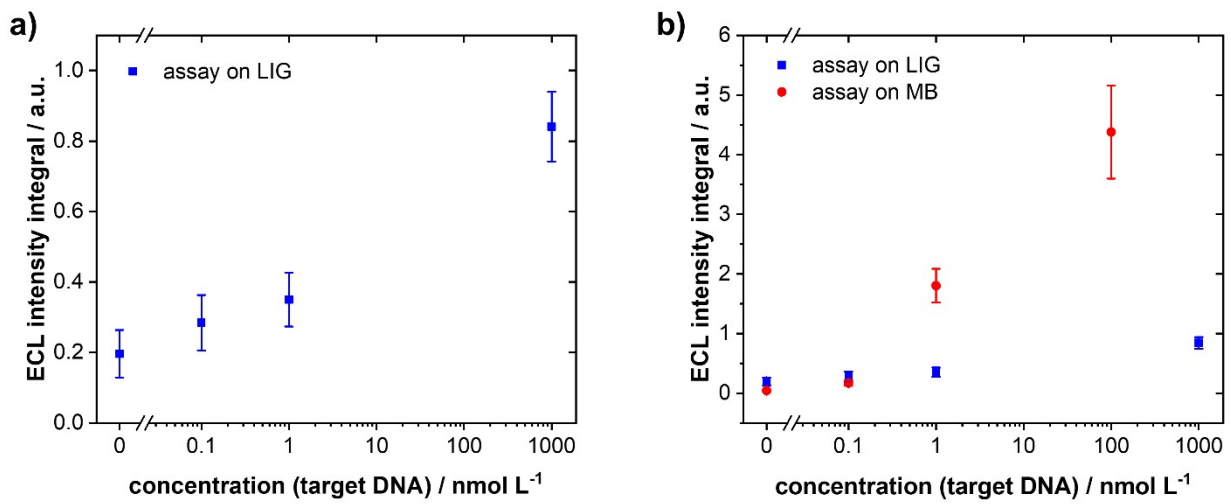 a)
assay on LIG
1.0
0.8
0.6
0.4
0.2
0.0
ECL intensity integral / a.u.
0 0.1 1 10 100 1000
concentration (target DNA) / nmol L⁻¹
b)
assay on LIG
assay on MB
6
5
4
3
2
1
0
ECL intensity integral / a.u.
0 0.1 1 10 100 1000
concentration (target DNA) / nmol L⁻¹